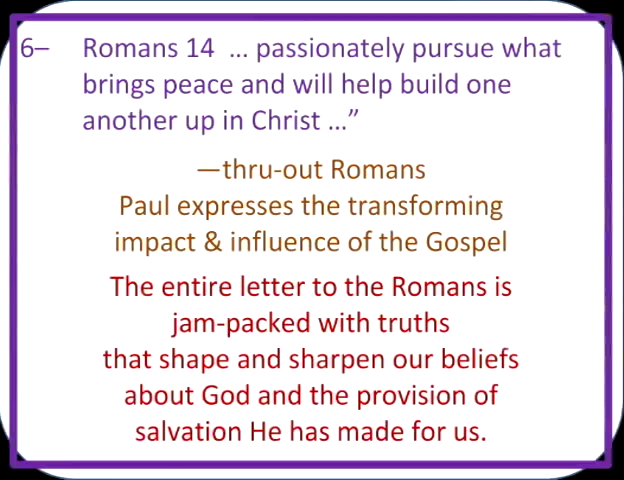 6– Romans 14 ... passionately pursue what
brings peace and will help build one
another up in Christ ...”
—thru-out Romans
Paul expresses the transforming
impact & influence of the Gospel
The entire letter to the Romans is
jam-packed with truths
that shape and sharpen our beliefs
about God and the provision of
salvation He has made for us.